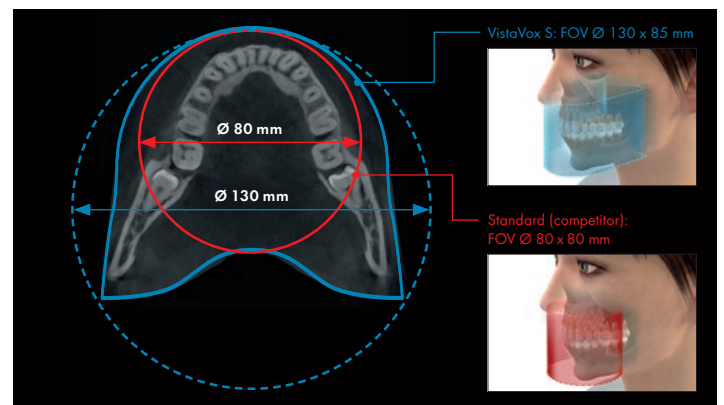 VistaVox S: FOV Ø 130 x 85 mm
Ø 80 mm
Ø 130 mm
Standard (competitor):
FOV Ø 80 x 80 mm